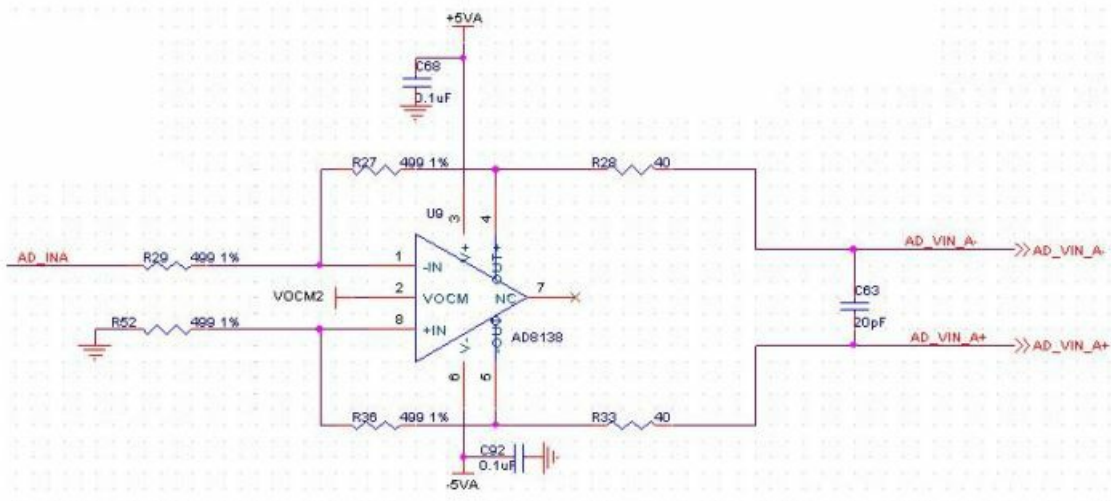 +5VA
C68
0.1uF
R27 499 1%
R28 40
U9
3
4
V+
OUT+
AD_INA
R29 499 1%
1
-IN
AD_VIN_A-
AD_VIN_A-
VOCM2
2
VOCM
NC
7
C63
20pF
R52 499 1%
8
+IN
AD8138
AD_VIN_A+
AD_VIN_A+
V-
6
5
R36 499 1%
R33 40
C92
0.1uF
-5VA